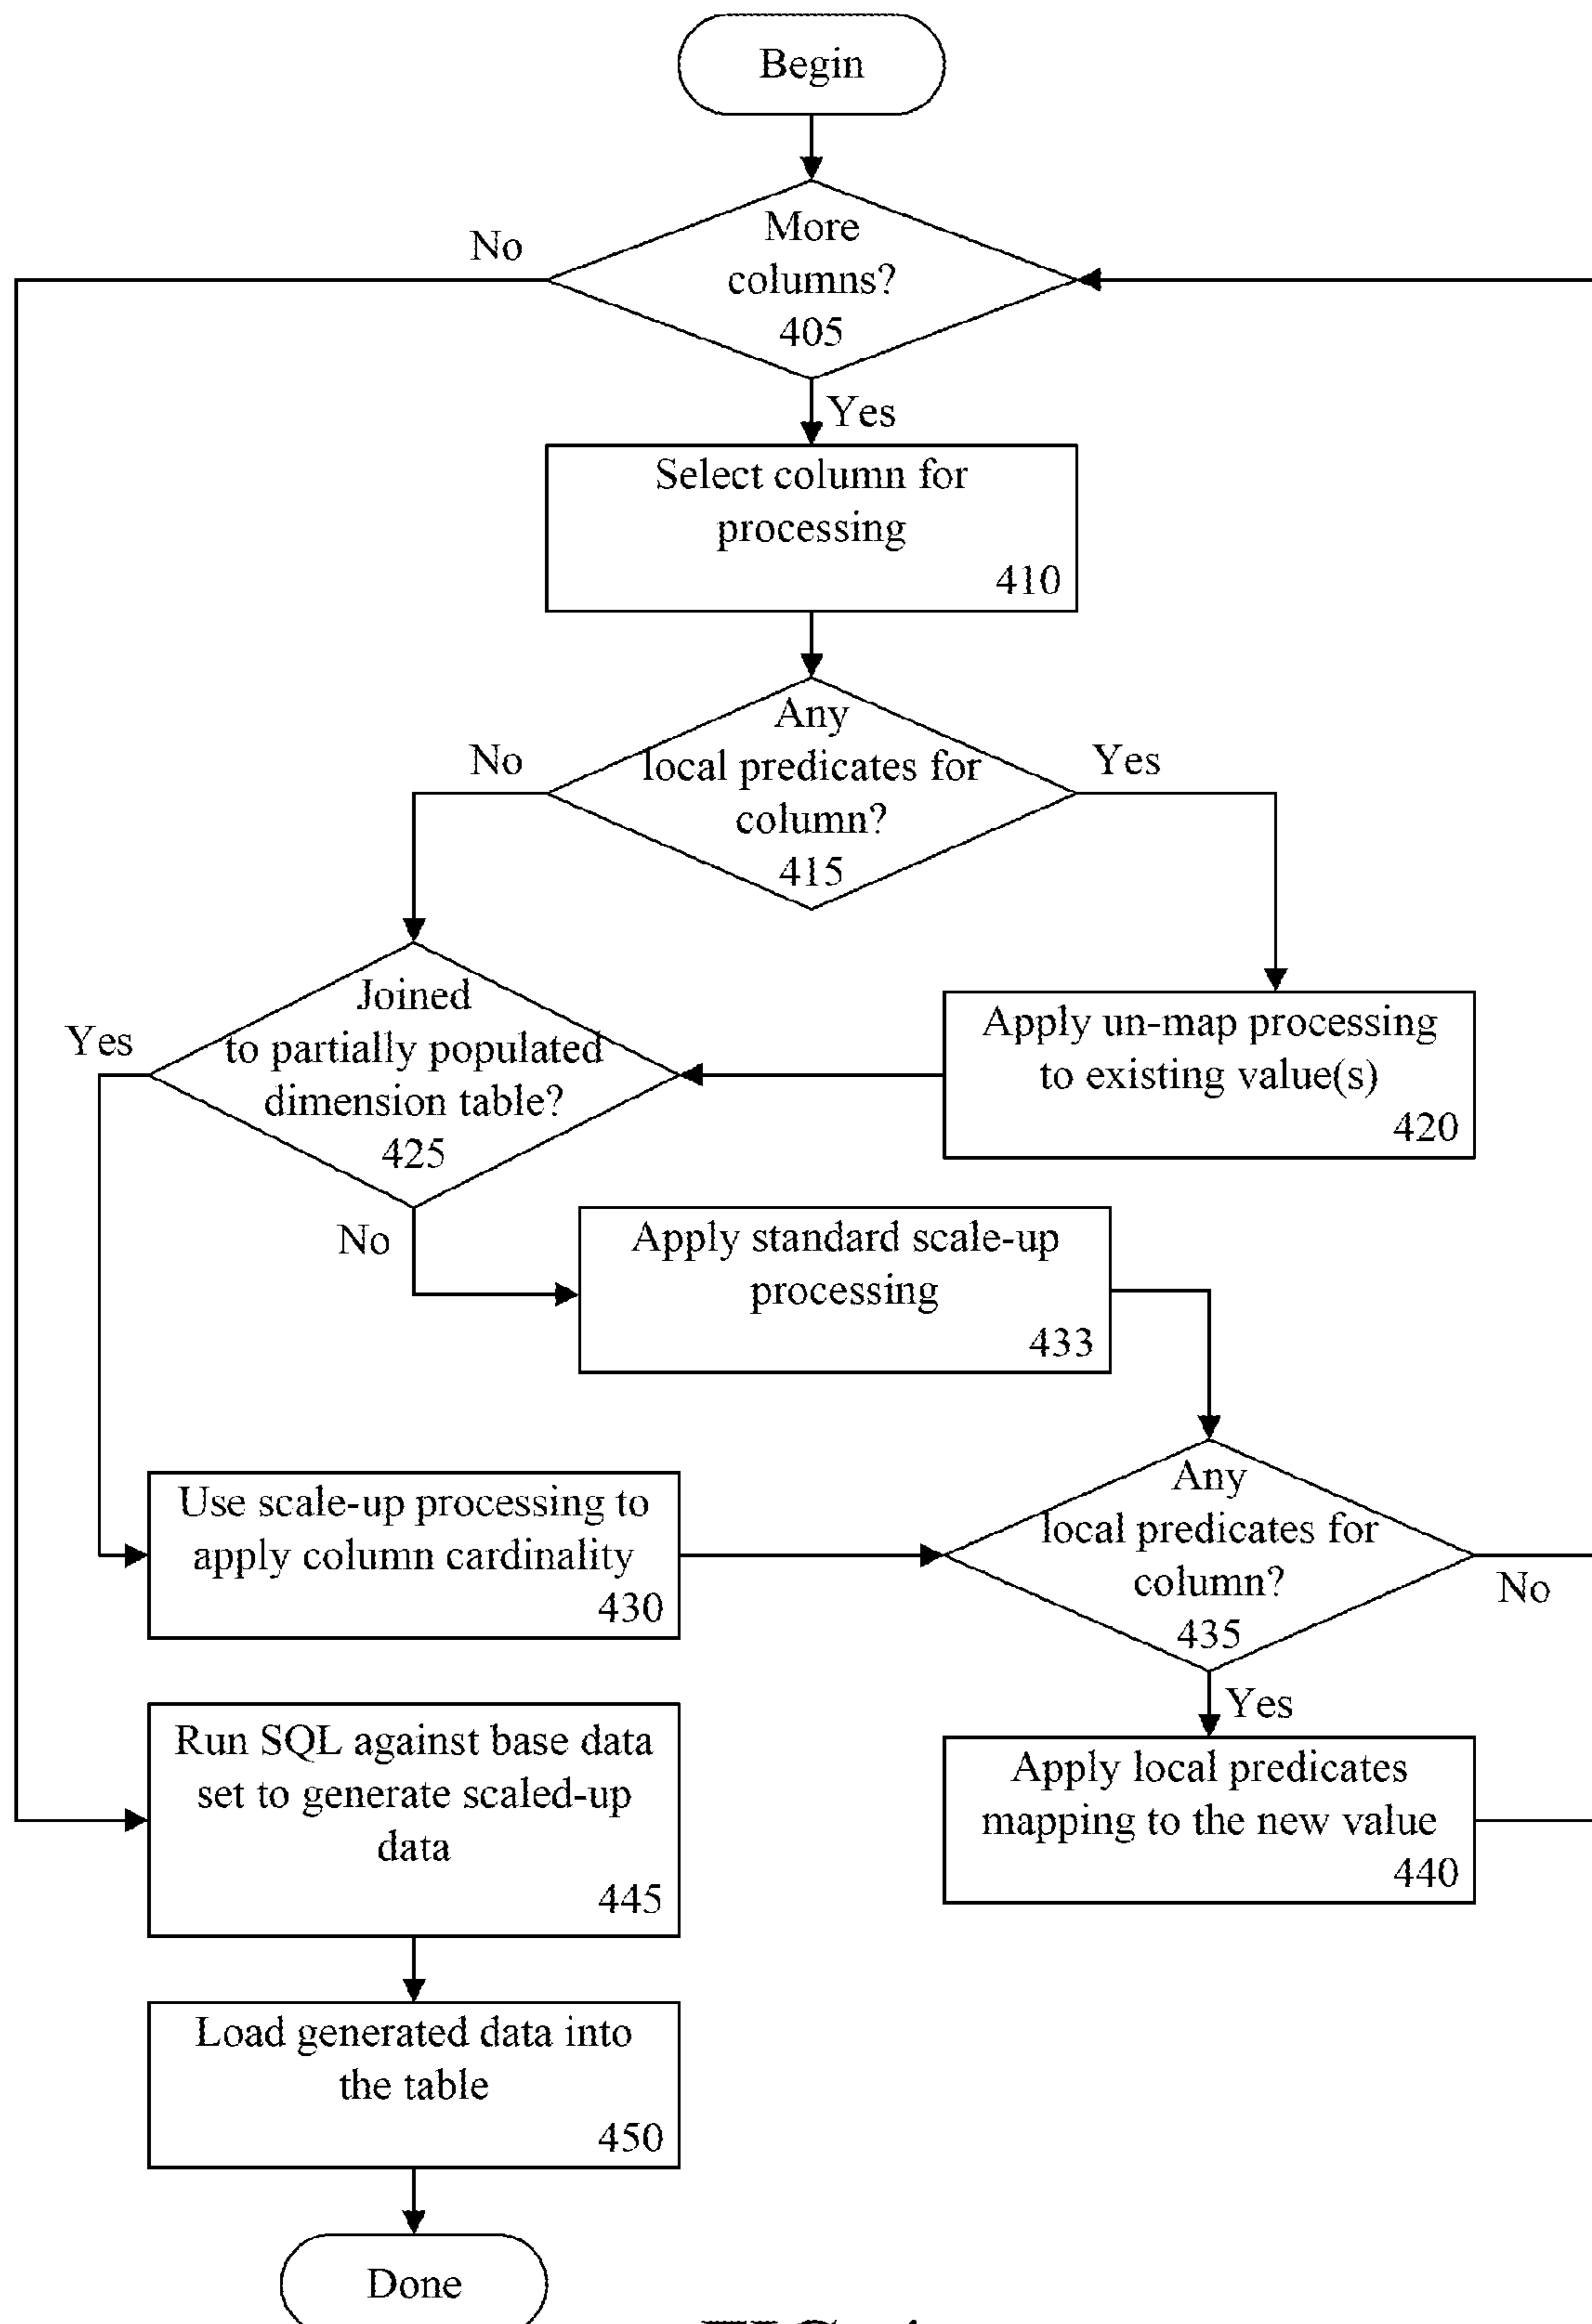 Begin
More
columns?
405
No
Yes
Select column for
processing
410
Any
local predicates for
column?
415
No
Yes
Joined
to partially populated
dimension table?
425
Yes
No
Apply un-map processing
to existing value(s)
420
Apply standard scale-up
processing
433
Use scale-up processing to
apply column cardinality
430
Any
local predicates for
column?
435
No
Yes
Apply local predicates
mapping to the new value
440
Run SQL against base data
set to generate scaled-up
data
445
Load generated data into
the table
450
Done